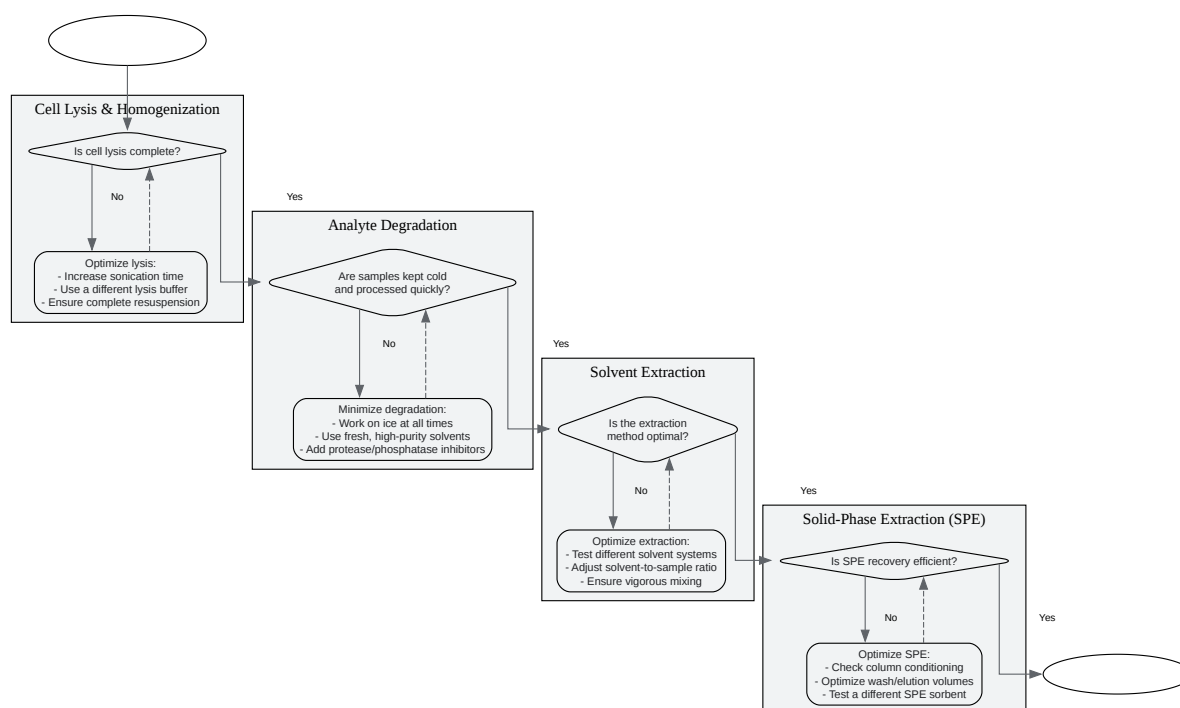 Cell Lysis & Homogenization
Is cell lysis complete?
No
Optimize lysis:
- Increase sonication time
- Use a different lysis buffer
- Ensure complete resuspension
Yes
Analyte Degradation
Are samples kept cold
and processed quickly?
No
Minimize degradation:
- Work on ice at all times
- Use fresh, high-purity solvents
- Add protease/phosphatase inhibitors
Yes
Solvent Extraction
Is the extraction
method optimal?
No
Optimize extraction:
- Test different solvent systems
- Adjust solvent-to-sample ratio
- Ensure vigorous mixing
Yes
Solid-Phase Extraction (SPE)
Is SPE recovery efficient?
No
Optimize SPE:
- Check column conditioning
- Optimize wash/elution volumes
- Test a different SPE sorbent
Yes